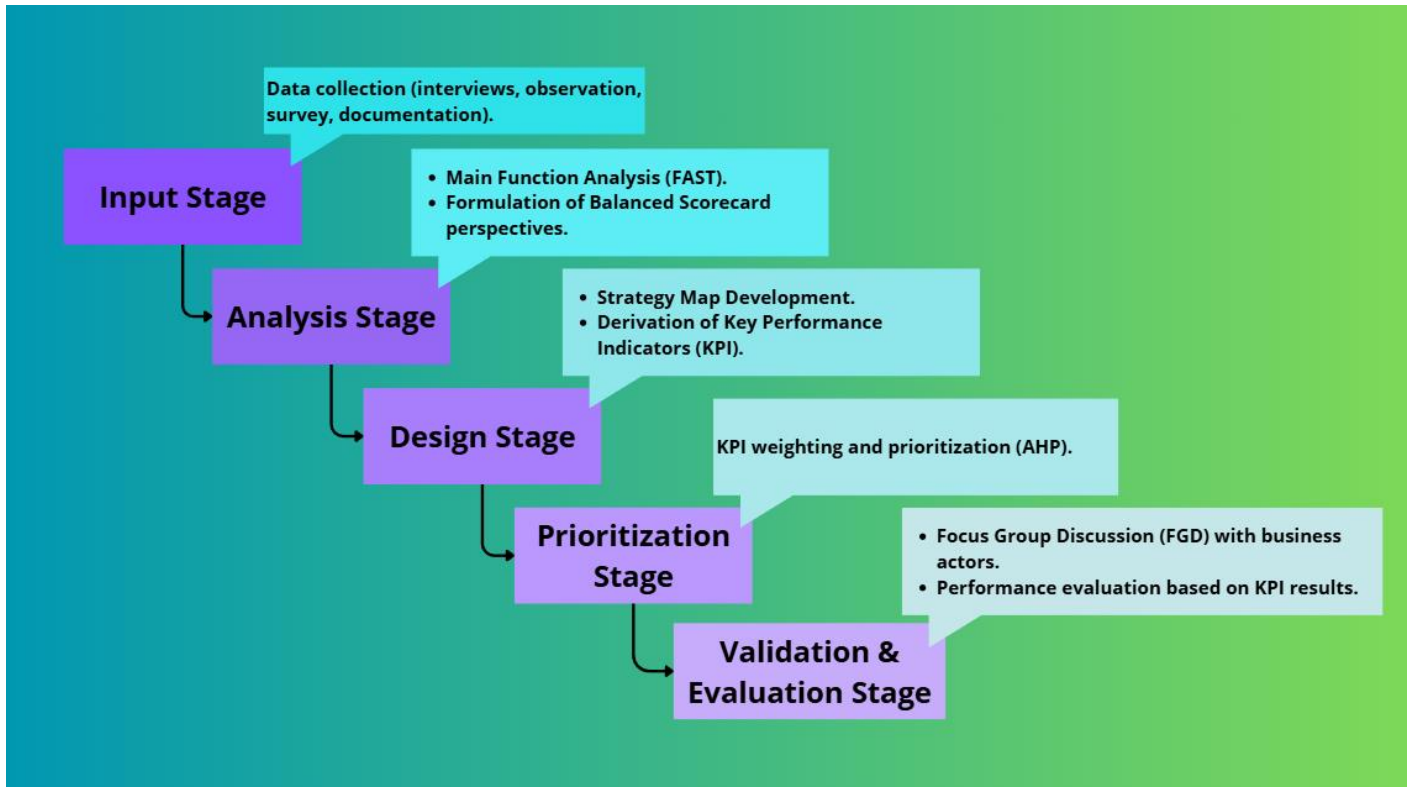 Data collection (interviews, observation,
survey, documentation).
Input Stage
• Main Function Analysis (FAST).
• Formulation of Balanced Scorecard
perspectives.
Analysis Stage
• Strategy Map Development.
• Derivation of Key Performance
Indicators (KPI).
Design Stage
KPI weighting and prioritization (AHP).
Prioritization
Stage
• Focus Group Discussion (FGD) with business
actors.
• Performance evaluation based on KPI results.
Validation &
Evaluation Stage